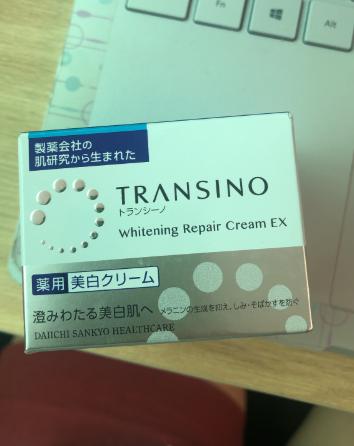 Fn
Alt
製薬会社の
肌研究から生まれた
TRANSINO
トランシーノ
Whitening Repair Cream EX
薬用 美白クリーム
澄みわたる美白肌へ メラニンの生成を抑え、しみ・そばかすを防ぐ
DAIICHI SANKYO HEALTHCARE